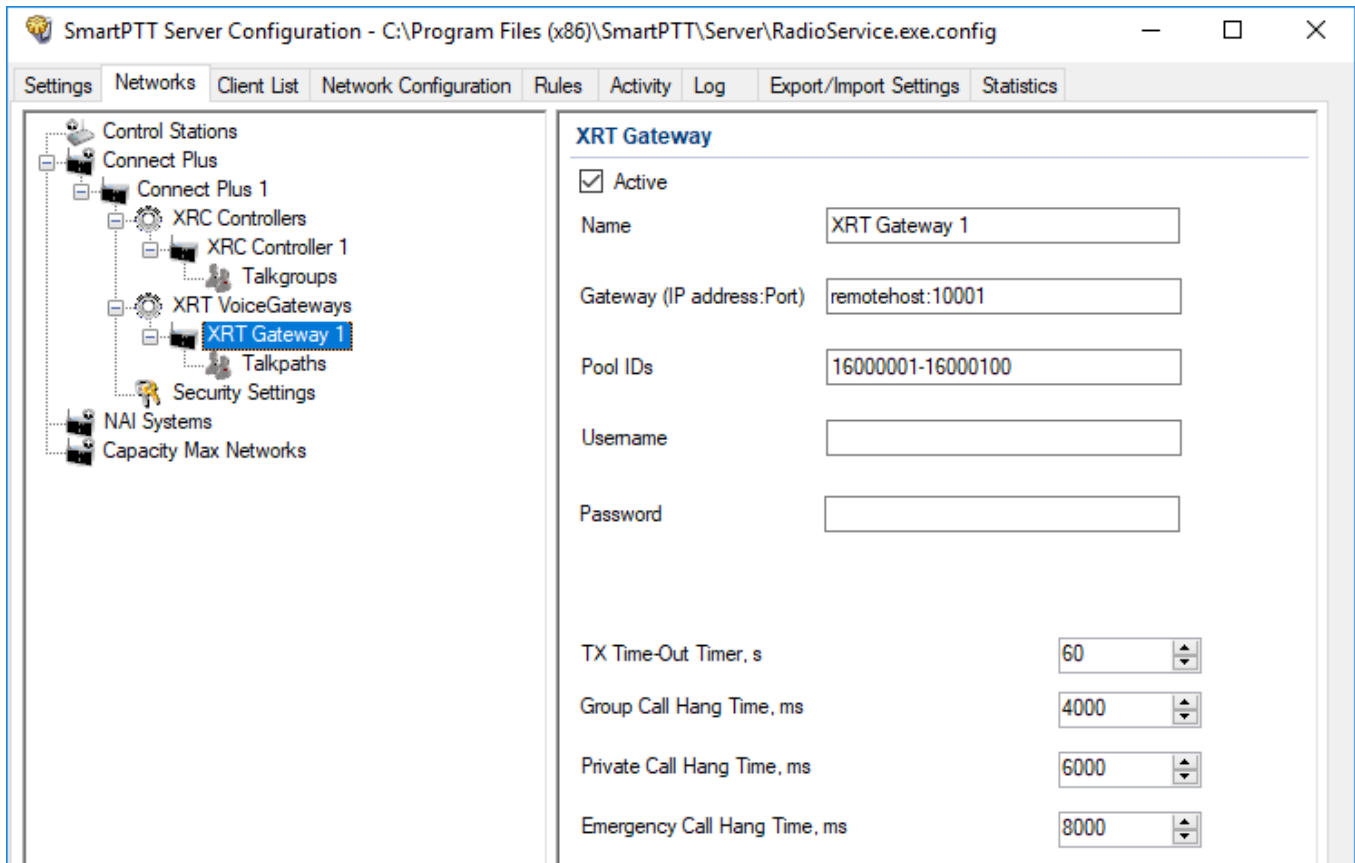 SmartPTT Server Configuration - C:\Program Files (x86)\SmartPTT\Server\RadioService.exe.config
Settings Networks Client List Network Configuration Rules Activity Log Export/Import Settings Statistics
Control Stations
Connect Plus
Connect Plus 1
XRC Controllers
XRC Controller 1
Talkgroups
XRT VoiceGateways
XRT Gateway 1
Talkpaths
Security Settings
NAI Systems
Capacity Max Networks
XRT Gateway
Active
Name XRT Gateway 1
Gateway (IP address:Port) remotehost:10001
Pool IDs 16000001-16000100
Username
Password
TX Time-Out Timer, s 60
Group Call Hang Time, ms 4000
Private Call Hang Time, ms 6000
Emergency Call Hang Time, ms 8000